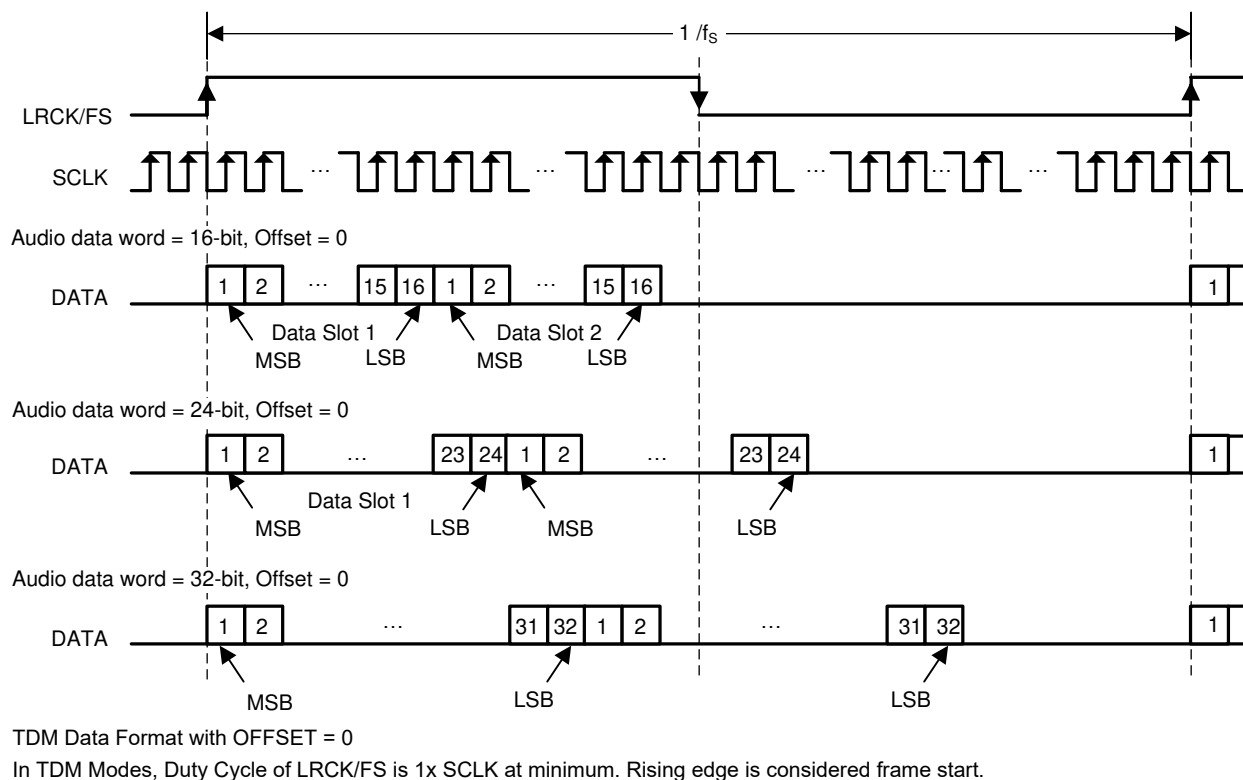 1 /fS
LRCK/FS
SCLK
… … … … …
Audio data word = 16-bit, Offset = 0
DATA 1 2 … 15 16 1 2 … 15 16 1
Data Slot 1 Data Slot 2
MSB LSB MSB LSB
Audio data word = 24-bit, Offset = 0
DATA 1 2 … 23 24 1 2 … 23 24 1
Data Slot 1
MSB LSB MSB LSB
Audio data word = 32-bit, Offset = 0
DATA 1 2 … 31 32 1 2 … 31 32 1
MSB LSB LSB
TDM Data Format with OFFSET = 0
In TDM Modes, Duty Cycle of LRCK/FS is 1x SCLK at minimum. Rising edge is considered frame start.